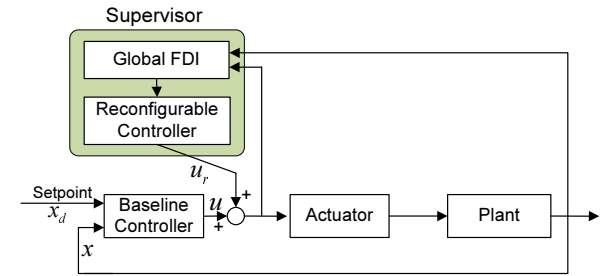 Supervisor
Global FDI
Reconfigurable
Controller
u_r
+
Setpoint
x_d
x
Baseline
Controller
u
+
Actuator
Plant